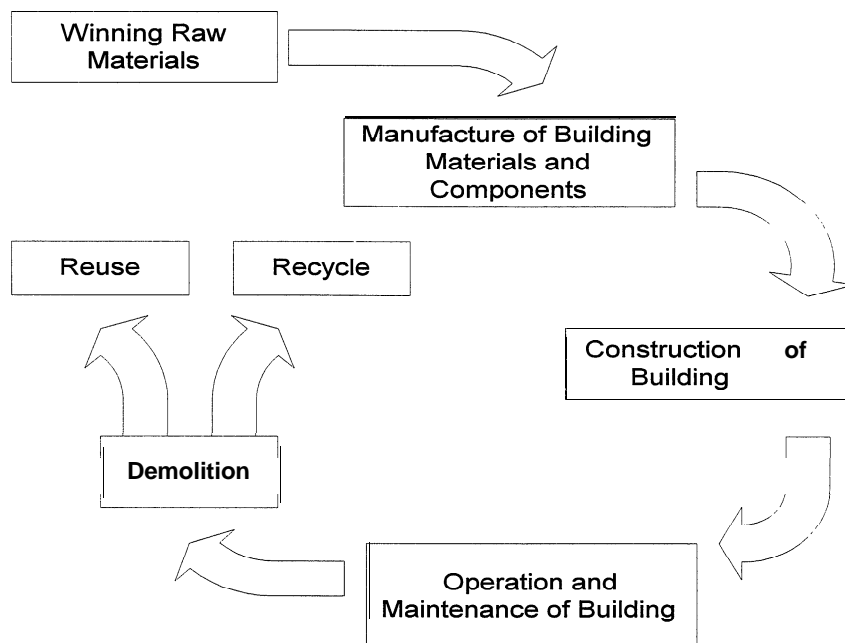 Winning Raw
Materials
Manufacture of Building
Materials and
Components
Reuse
Recycle
Construction of
Building
Demolition
Operation and
Maintenance of Building